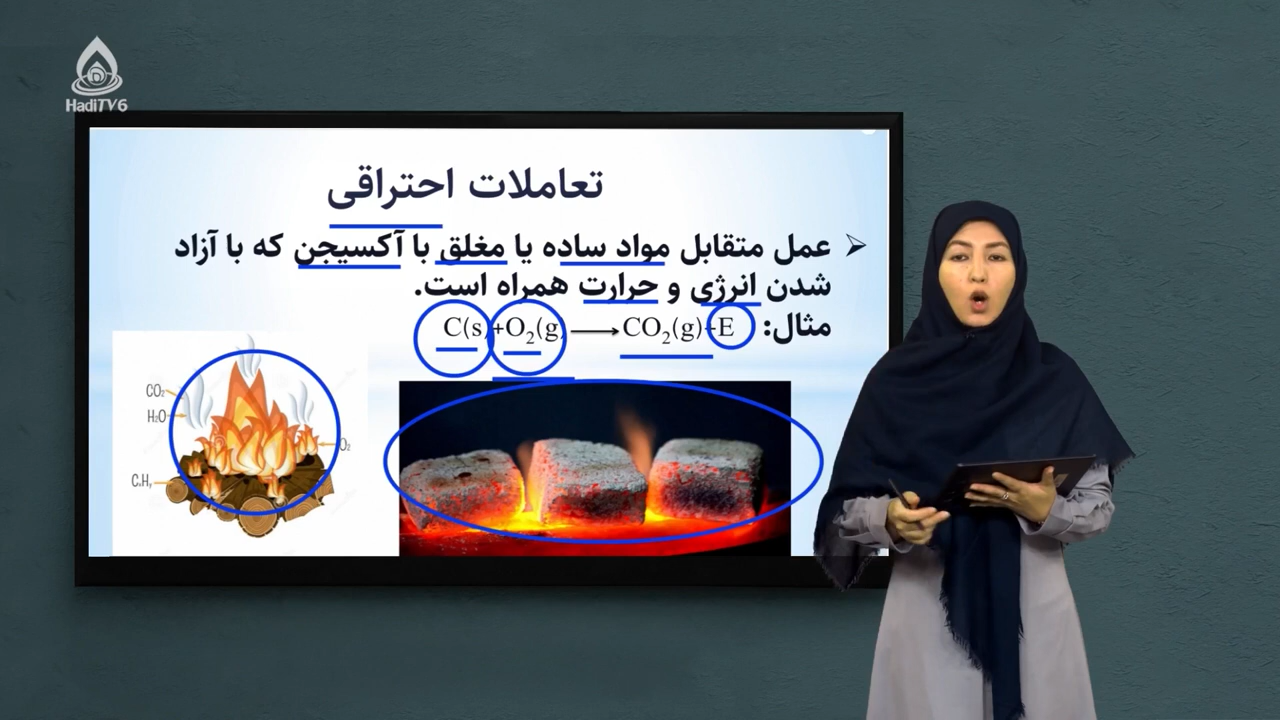 HadiTV6
تعاملات احتراقی
عمل متقابل مواد ساده یا مغلق با آکسیجن که با آزاد
شدن انرژی و حرارت همراه است.
مثال: C(s)+O₂(g)⟶CO₂(g)+E
CO₂
H₂O
O₂